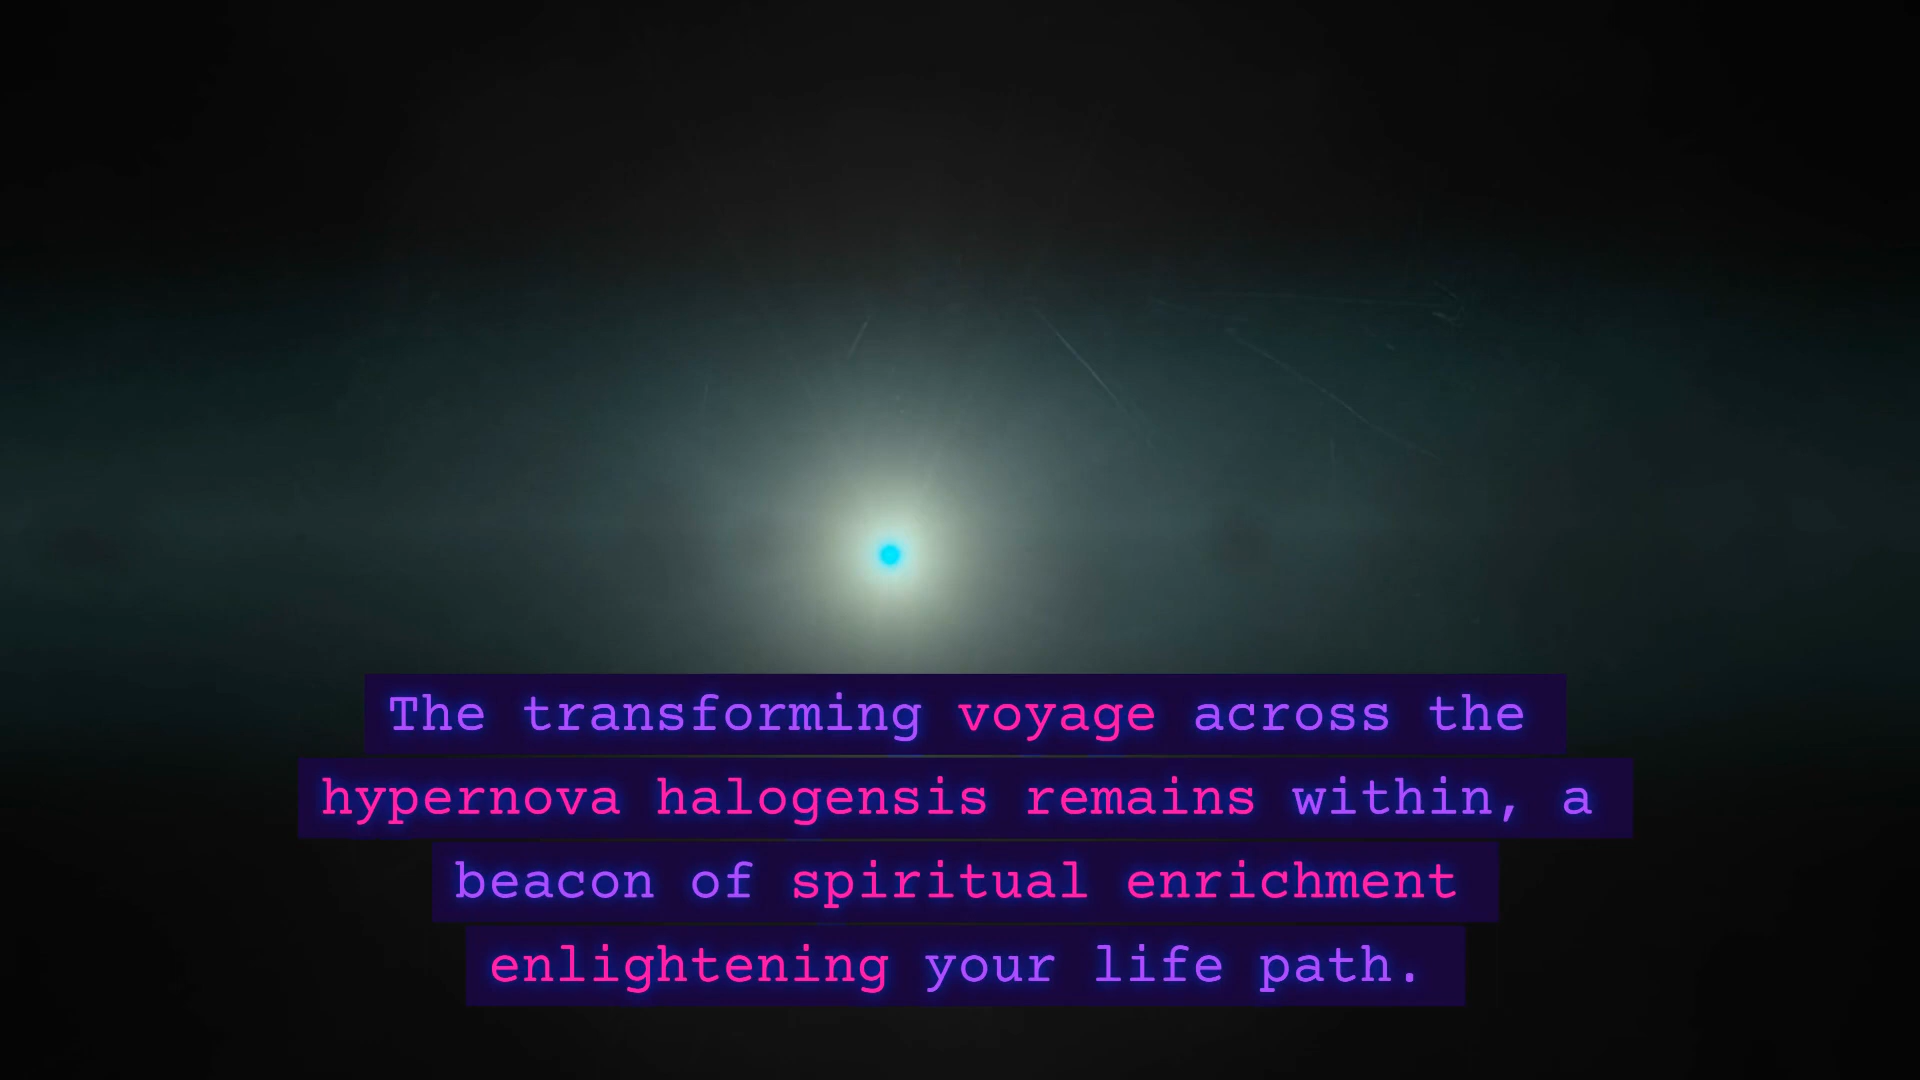 The transforming voyage across the
hypernova halogensis remains within, a
beacon of spiritual enrichment
enlightening your life path.